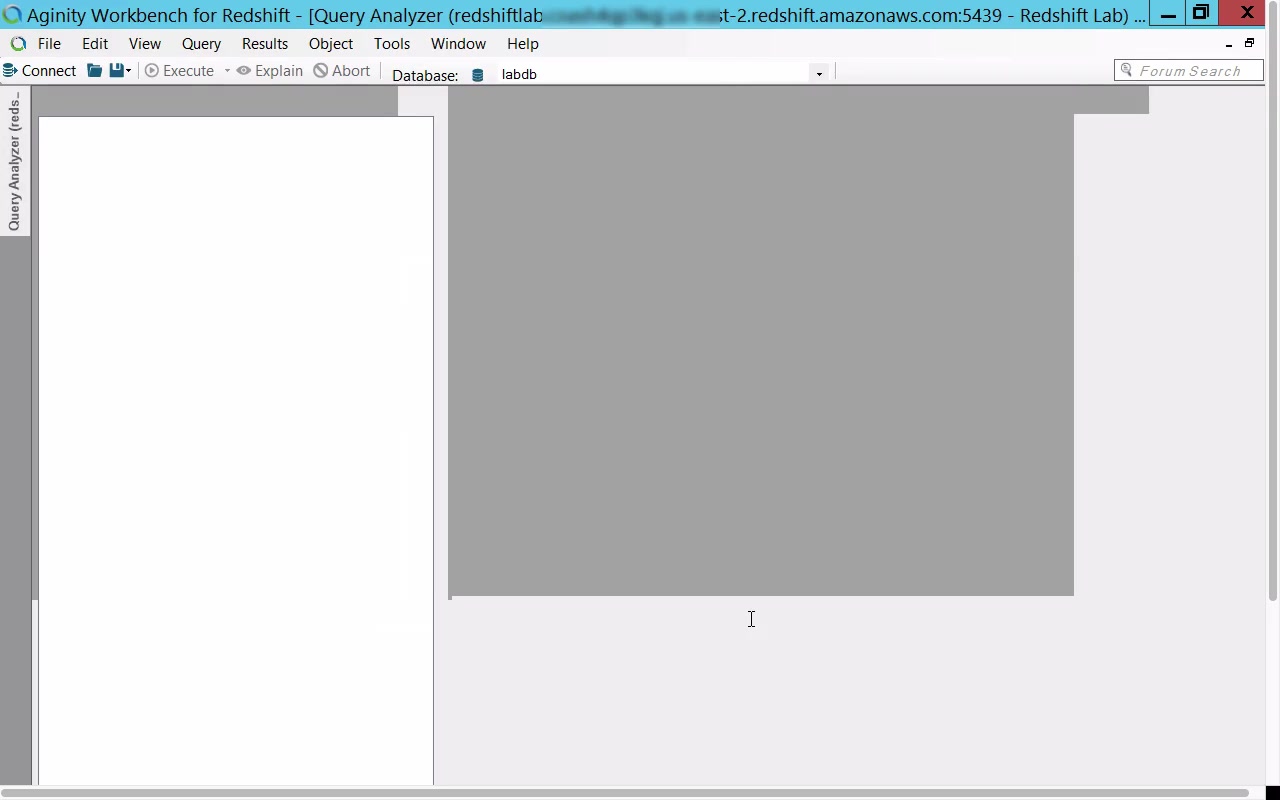 Aginity Workbench for Redshift - [Query Analyzer (redshiftlab st-2.redshift.amazonaws.com:5439 - Redshift Lab) ...
File Edit View Query Results Object Tools Window Help
Connect Execute Explain Abort Database: labdb Forum Search
Query Analyzer (reds...